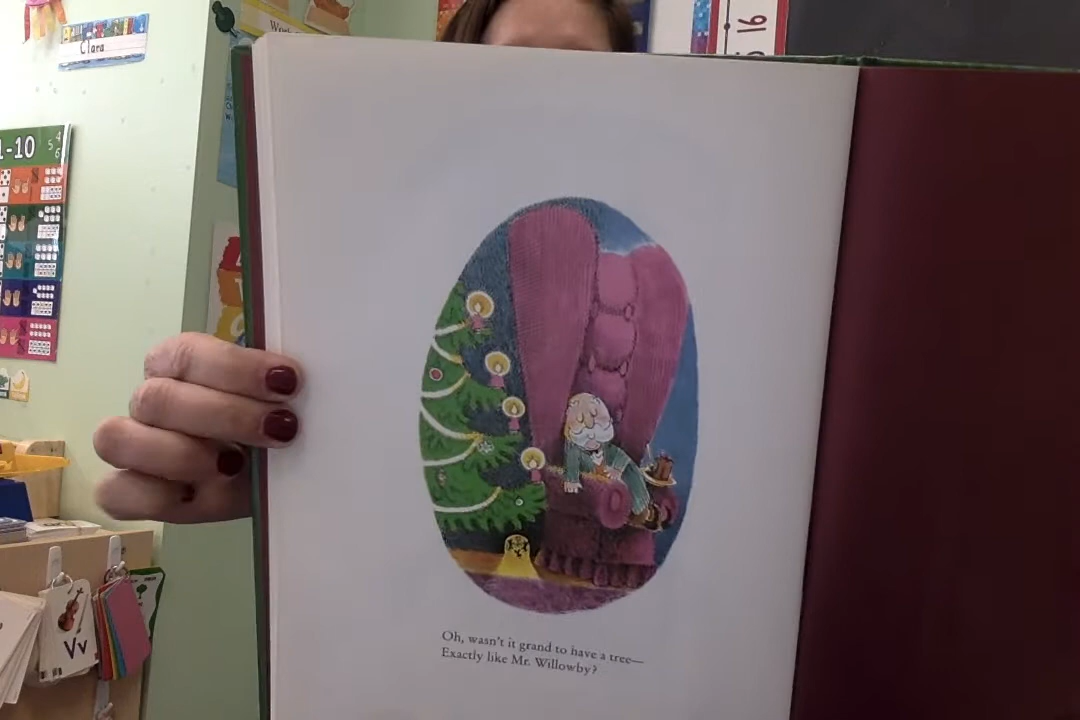 Clara
1-10
16
Vv
Oh, wasn't it grand to have a tree—
Exactly like Mr. Willowby?